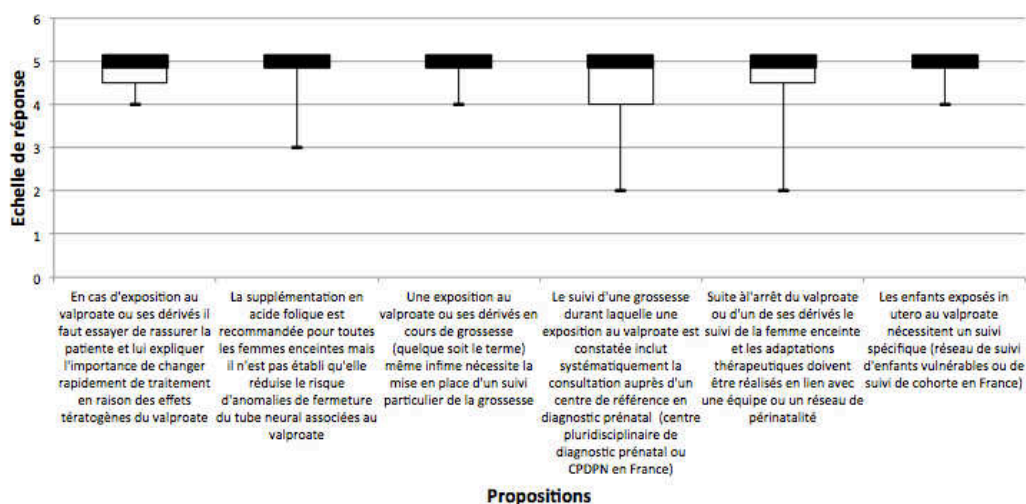 6
5
4
3
2
1
0
Echelle de réponse
En cas d'exposition au
valproate ou ses dérivés il
faut essayer de rassurer la
patiente et lui expliquer
l'importance de changer
rapidement de traitement
en raison des effets
tératogènes du valproate
La supplémentation en
acide folique est
recommandée pour toutes
les femmes enceintes mais
il n'est pas établi qu'elle
réduise le risque
d'anomalies de fermeture
du tube neural associées au
valproate
Une exposition au
valproate ou ses dérivés en
cours de grossesse
(quelque soit le terme)
même infime nécessite la
mise en place d'un suivi
particulier de la grossesse
Le suivi d'une grossesse
durant laquelle une
exposition au valproate est
constatée inclut
systématiquement la
consultation auprès d'un
centre de référence en
diagnostic prénatal (centre
pluridisciplinaire de
diagnostic prénatal ou
CPDPN en France)
Suite àl'arrêt du valproate
ou d'un de ses dérivés le
suivi de la femme enceinte
et les adaptations
thérapeutiques doivent
être réalisés en lien avec
une équipe ou un réseau de
périnatalité
Les enfants exposés in
utero au valproate
nécessitent un suivi
spécifique (réseau de suivi
d'enfants vulnérables ou de
suivi de cohorte en France)
Propositions